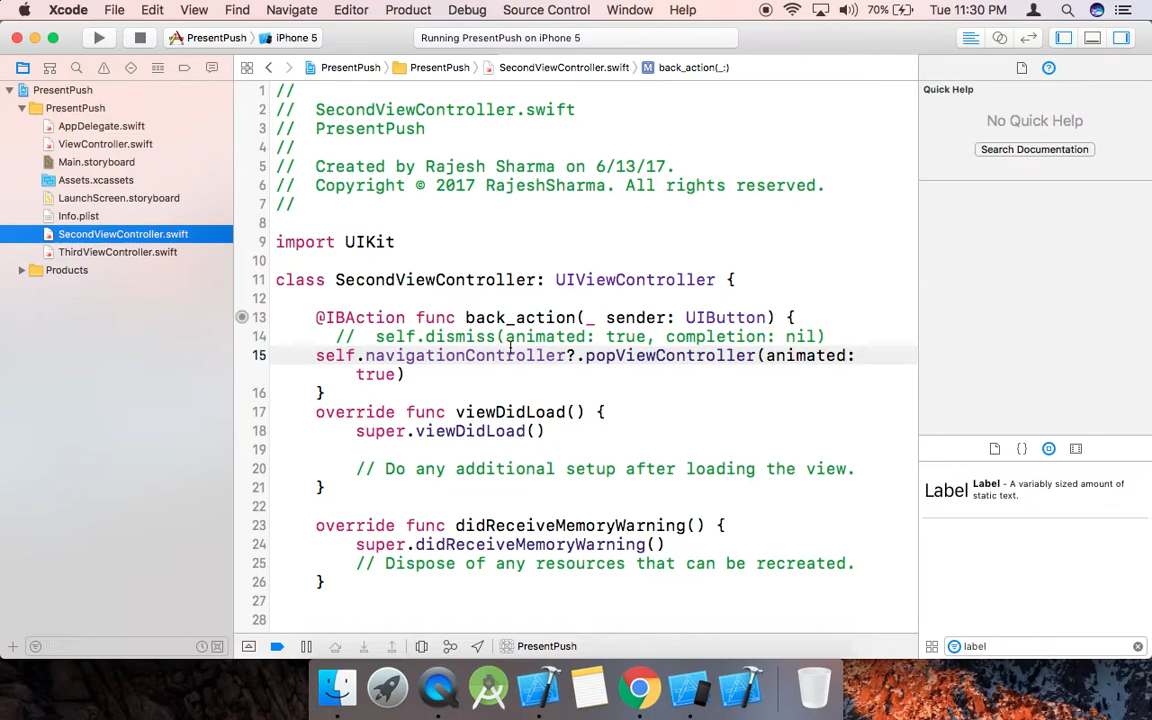 Xcode File Edit View Find Navigate Editor Product Debug Source Control Window Help 70% Tue 11:30 PM
PresentPush iPhone 5 Running PresentPush on iPhone 5
PresentPush PresentPush SecondViewController.swift M back_action(_:)
PresentPush
PresentPush
AppDelegate.swift
ViewController.swift
Main.storyboard
Assets.xcassets
LaunchScreen.storyboard
Info.plist
SecondViewController.swift
ThirdViewController.swift
Products
1 //
2 // SecondViewController.swift
3 // PresentPush
4 //
5 // Created by Rajesh Sharma on 6/13/17.
6 // Copyright © 2017 RajeshSharma. All rights reserved.
7 //
8
9 import UIKit
10
11 class SecondViewController: UIViewController {
12
13 @IBAction func back_action(_ sender: UIButton) {
14 // self.dismiss(animated: true, completion: nil)
15 self.navigationController?.popViewController(animated:
true)
16 }
17 override func viewDidLoad() {
18 super.viewDidLoad()
19
20 // Do any additional setup after loading the view.
21 }
22
23 override func didReceiveMemoryWarning() {
24 super.didReceiveMemoryWarning()
25 // Dispose of any resources that can be recreated.
26 }
27
28
Quick Help
No Quick Help
Search Documentation
Label Label - A variably sized amount of
static text.
PresentPush
label